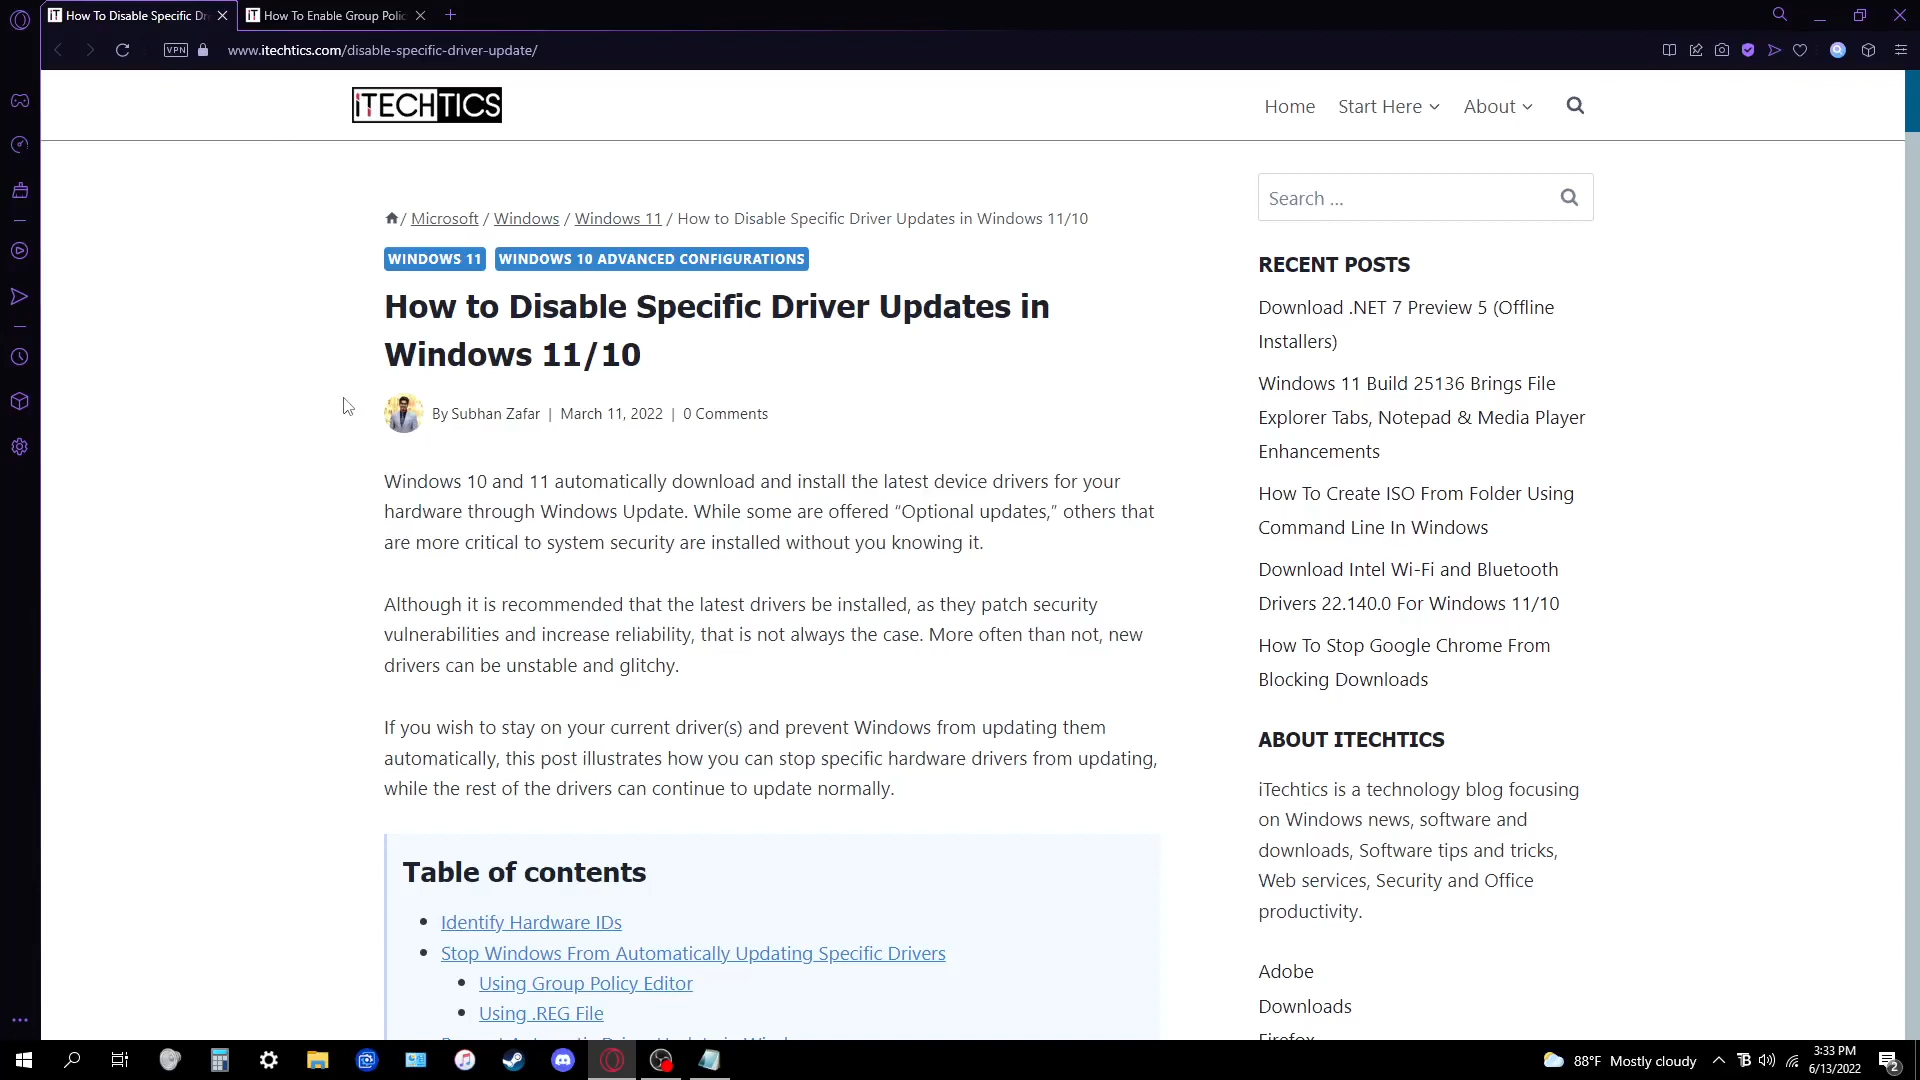 How To Disable Specific Dr
How To Enable Group Polic
VPN
www.itechtics.com/disable-specific-driver-update/
iTECHTICS
Home
Start Here
About
/ Microsoft / Windows / Windows 11 / How to Disable Specific Driver Updates in Windows 11/10
WINDOWS 11
WINDOWS 10 ADVANCED CONFIGURATIONS
How to Disable Specific Driver Updates in
Windows 11/10
By Subhan Zafar | March 11, 2022 | 0 Comments
Windows 10 and 11 automatically download and install the latest device drivers for your
hardware through Windows Update. While some are offered “Optional updates,” others that
are more critical to system security are installed without you knowing it.
Although it is recommended that the latest drivers be installed, as they patch security
vulnerabilities and increase reliability, that is not always the case. More often than not, new
drivers can be unstable and glitchy.
If you wish to stay on your current driver(s) and prevent Windows from updating them
automatically, this post illustrates how you can stop specific hardware drivers from updating,
while the rest of the drivers can continue to update normally.
Table of contents
Identify Hardware IDs
Stop Windows From Automatically Updating Specific Drivers
Using Group Policy Editor
Using .REG File
Search ...
RECENT POSTS
Download .NET 7 Preview 5 (Offline
Installers)
Windows 11 Build 25136 Brings File
Explorer Tabs, Notepad & Media Player
Enhancements
How To Create ISO From Folder Using
Command Line In Windows
Download Intel Wi-Fi and Bluetooth
Drivers 22.140.0 For Windows 11/10
How To Stop Google Chrome From
Blocking Downloads
ABOUT ITECHTICS
iTechtics is a technology blog focusing
on Windows news, software and
downloads, Software tips and tricks,
Web services, Security and Office
productivity.
Adobe
Downloads
Firefox
88°F Mostly cloudy
3:33 PM
6/13/2022
2